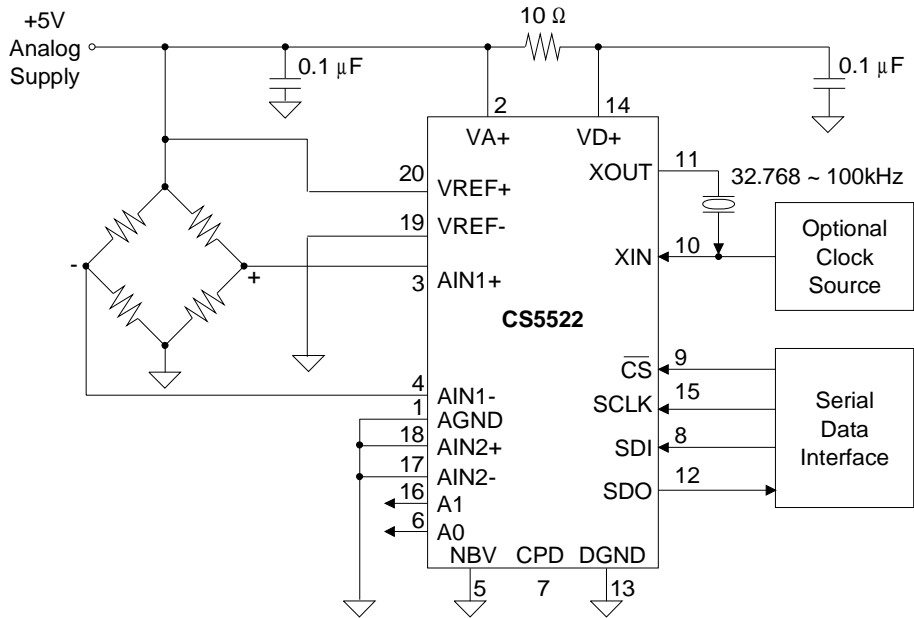 +5V
Analog
Supply
10 Ω
0.1 μF
0.1 μF
2
14
VA+
VD+
20
VREF+
XOUT
11
32.768 ~ 100kHz
19
VREF-
XIN
10
Optional
Clock
Source
-
+
3
AIN1+
CS5522
4
AIN1-
CS
9
1
AGND
SCLK
15
Serial
Data
Interface
18
AIN2+
SDI
8
17
AIN2-
SDO
12
16
A1
6
A0
NBV
CPD
DGND
5
7
13